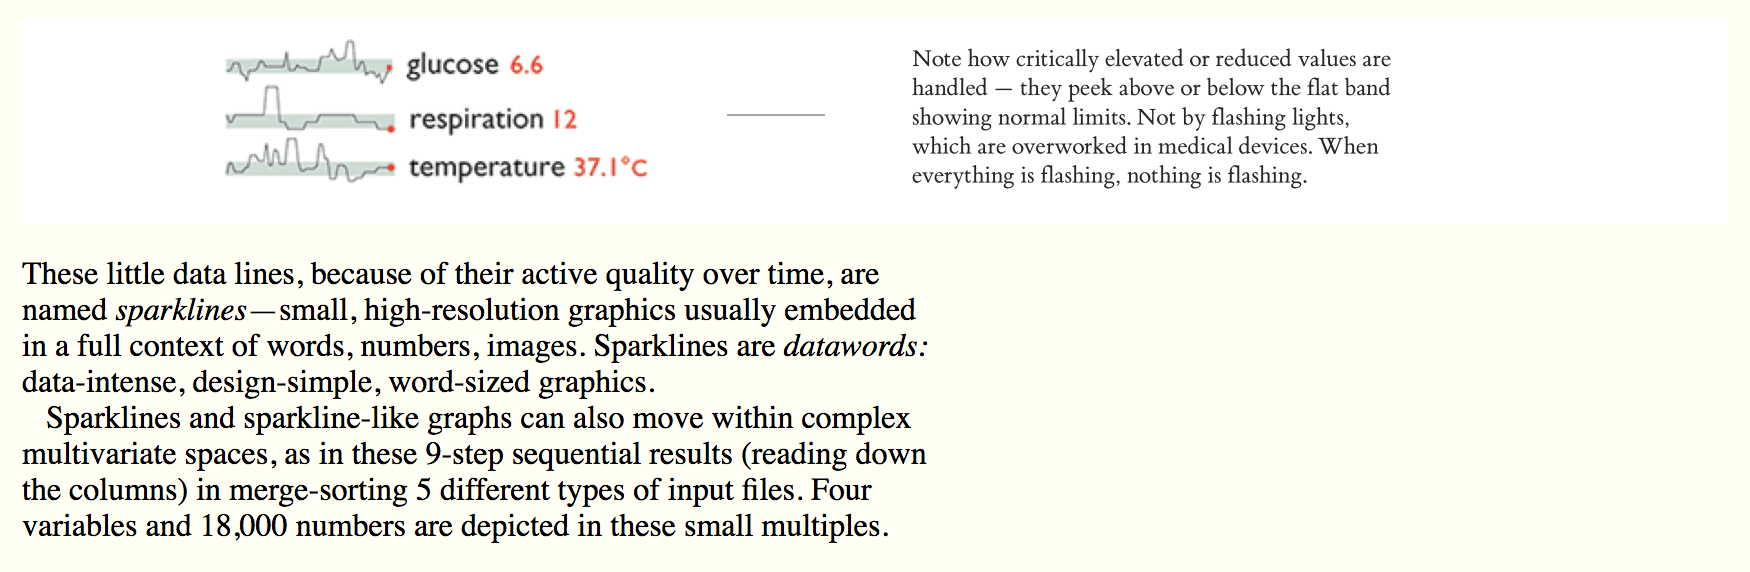 glucose 6.6
respiration 12
temperature 37.1°C
Note how critically elevated or reduced values are
handled — they peek above or below the flat band
showing normal limits. Not by flashing lights,
which are overworked in medical devices. When
everything is flashing, nothing is flashing.
These little data lines, because of their active quality over time, are
named sparklines—small, high-resolution graphics usually embedded
in a full context of words, numbers, images. Sparklines are datawords:
data-intense, design-simple, word-sized graphics.
Sparklines and sparkline-like graphs can also move within complex
multivariate spaces, as in these 9-step sequential results (reading down
the columns) in merge-sorting 5 different types of input files. Four
variables and 18,000 numbers are depicted in these small multiples.